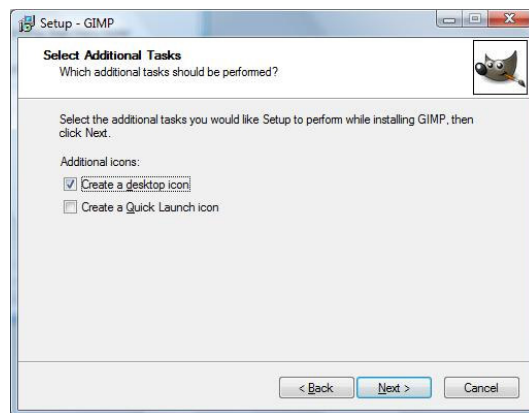 Setup - GIMP
Select Additional Tasks
Which additional tasks should be performed?
Select the additional tasks you would like Setup to perform while installing GIMP, then
click Next.
Additional icons:
Create a desktop icon
Create a Quick Launch icon
< Back
Next >
Cancel